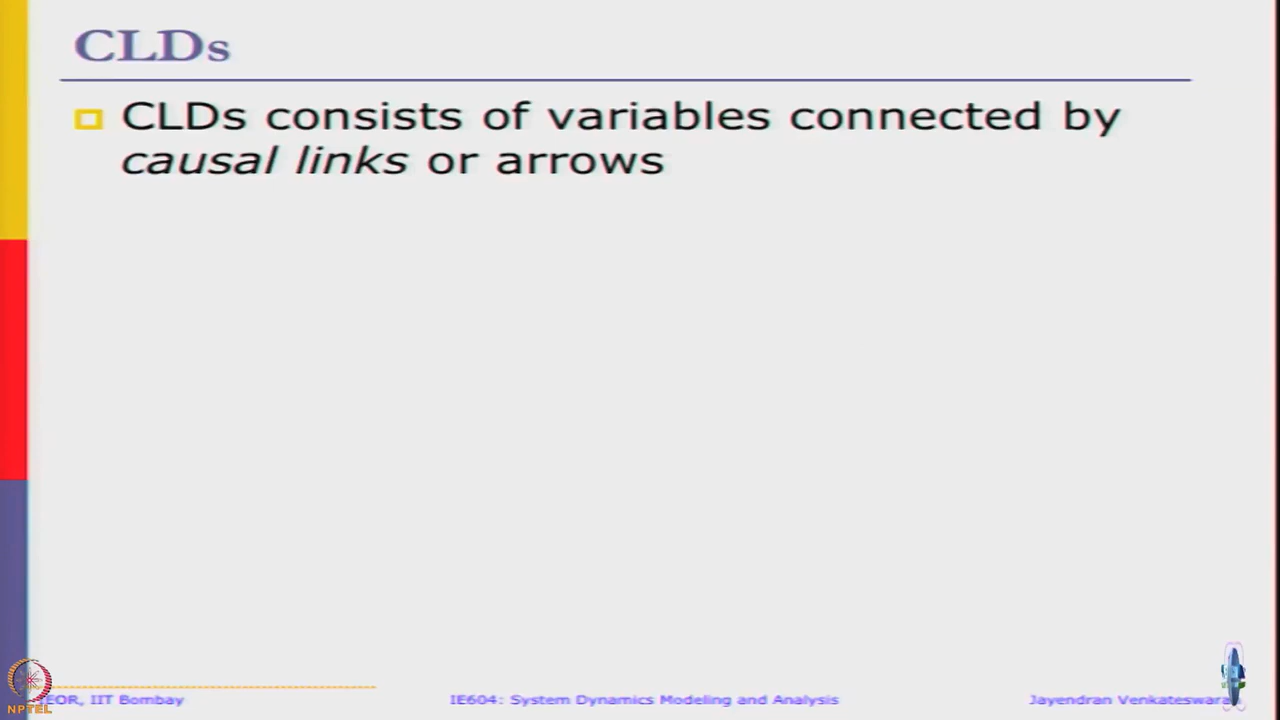 CLDs
CLDs consists of variables connected by
causal links or arrows
IEOR, IIT Bombay
IE604: System Dynamics Modeling and Analysis
Jayendran Venkateswaran
NPTEL